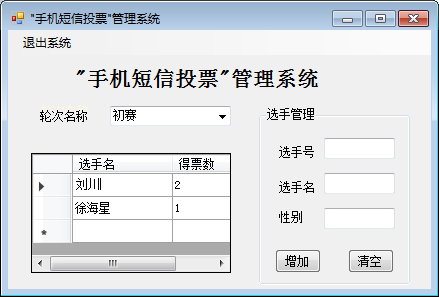 "手机短信投票"管理系统
退出系统
"手机短信投票"管理系统
轮次名称 初赛
选手名 得票数
刘川 2
徐海星 1
选手管理
选手号
选手名
性别
增加 清空